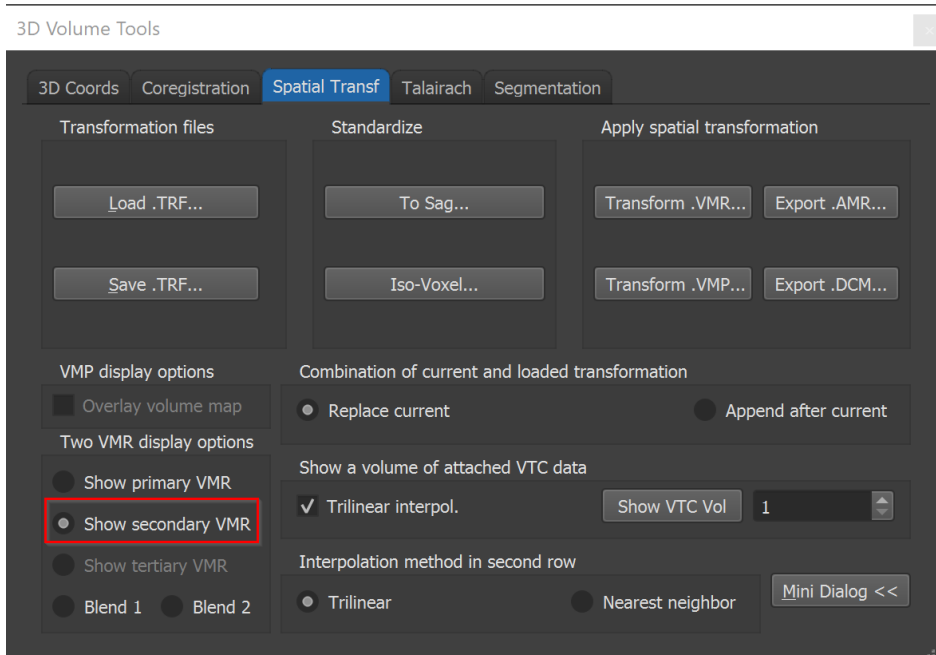 3D Volume Tools
3D Coords Coregistration Spatial Transf Talairach Segmentation
Transformation files
Load .TRF...
Save .TRF...
Standardize
To Sag...
Iso-Voxel...
Apply spatial transformation
Transform .VMR... Export .AMR...
Transform .VMP... Export .DCM...
VMP display options
Overlay volume map
Two VMR display options
Show primary VMR
Show secondary VMR
Show tertiary VMR
Blend 1 Blend 2
Combination of current and loaded transformation
Replace current Append after current
Show a volume of attached VTC data
Trilinear interpol. Show VTC Vol 1
Interpolation method in second row
Trilinear Nearest neighbor
Mini Dialog <<